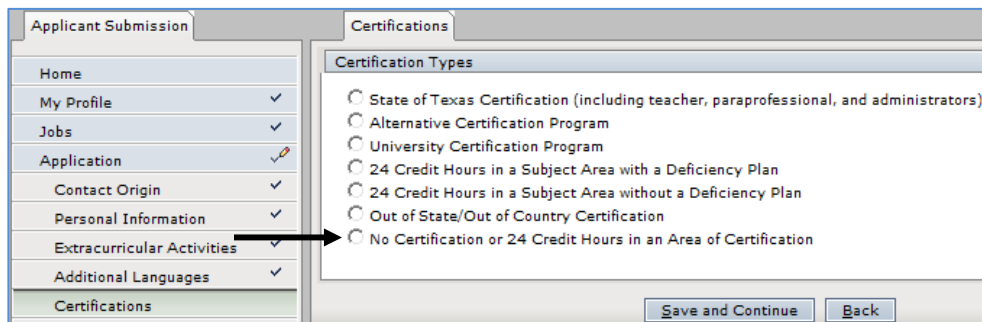 Applicant Submission
Home
My Profile
Jobs
Application
Contact Origin
Personal Information
Extracurricular Activities
Additional Languages
Certifications
Certifications
Certification Types
State of Texas Certification (including teacher, paraprofessional, and administrators)
Alternative Certification Program
University Certification Program
24 Credit Hours in a Subject Area with a Deficiency Plan
24 Credit Hours in a Subject Area without a Deficiency Plan
Out of State/Out of Country Certification
No Certification or 24 Credit Hours in an Area of Certification
Save and Continue Back